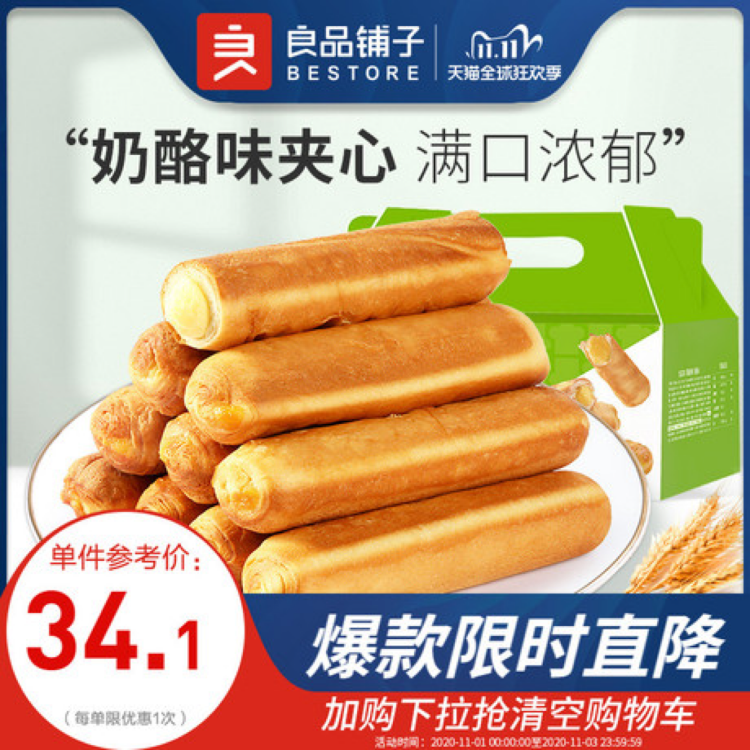 良品铺子
BESTORE
11.11
天猫全球狂欢季
“奶酪味夹心 满口浓郁”
单件参考价:
34.1
(每单限优惠1次)
爆款限时直降
加购下拉抢清空购物车
活动时间:2020-11-01 00:00:00至2020-11-03 23:59:59